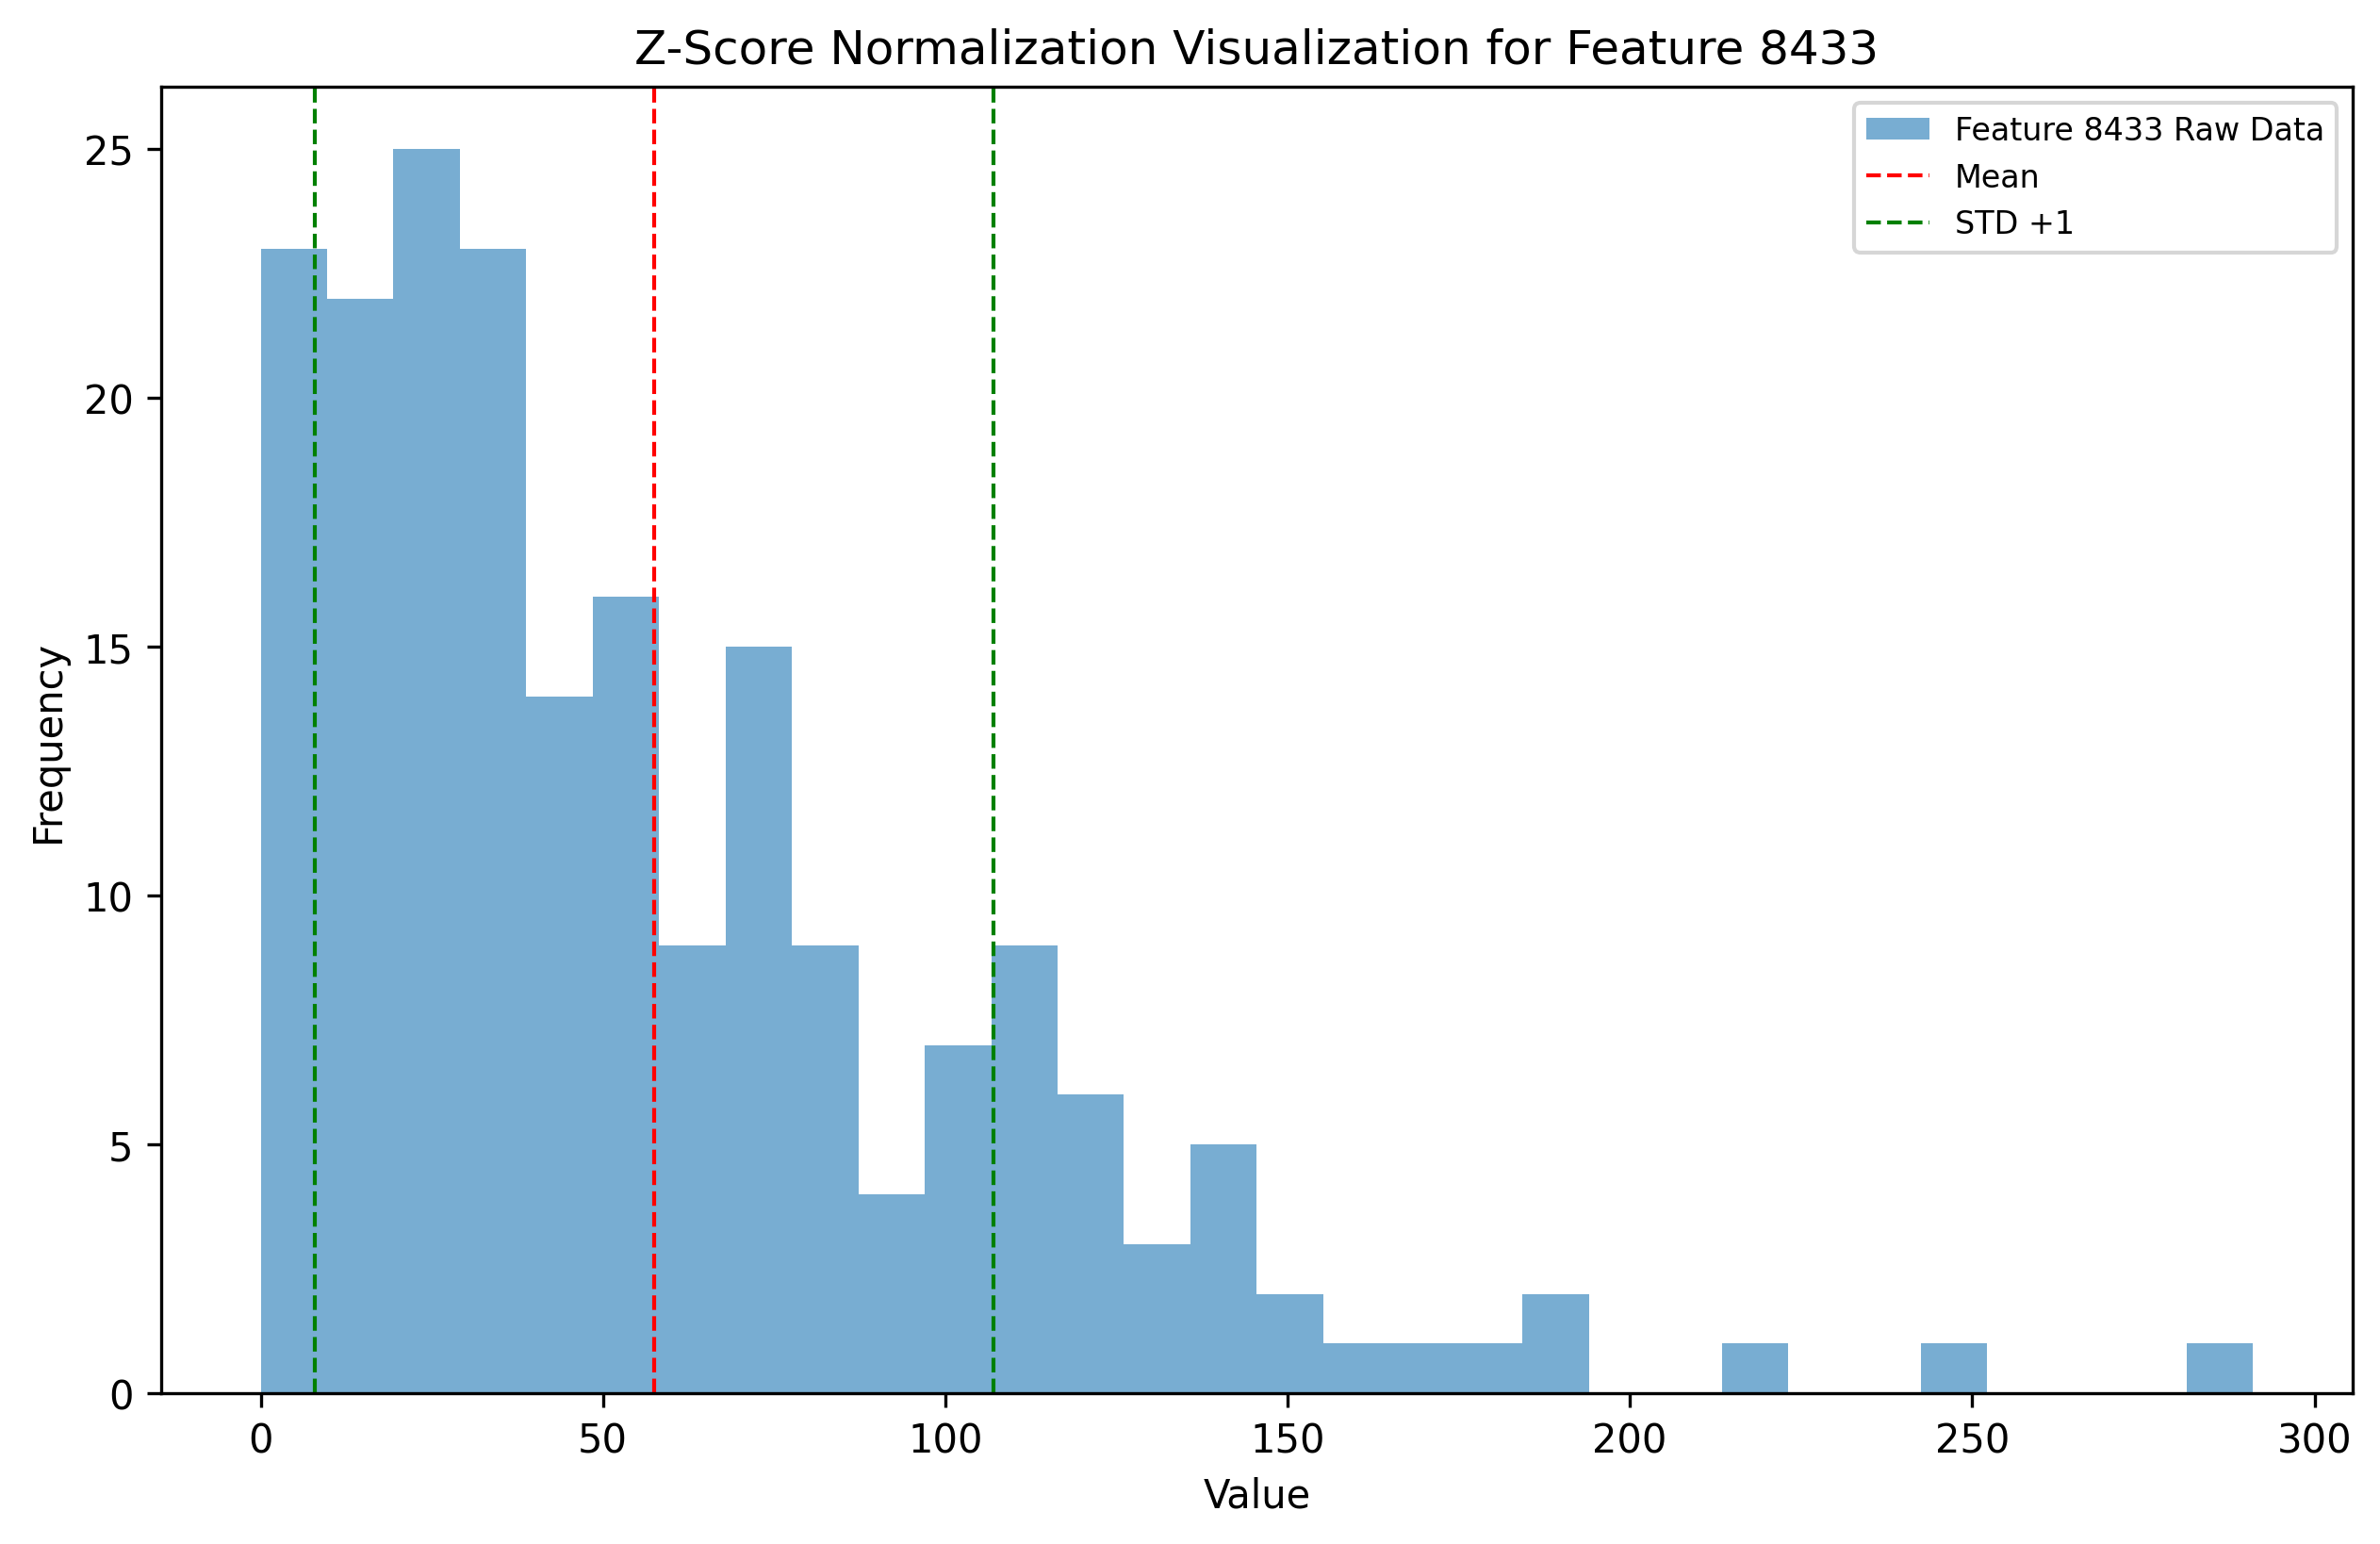 Z-Score Normalization Visualization for Feature 8433
Feature 8433 Raw Data
Mean
STD +1
Frequency
25
20
15
10
5
0
0 50 100 150 200 250 300
Value